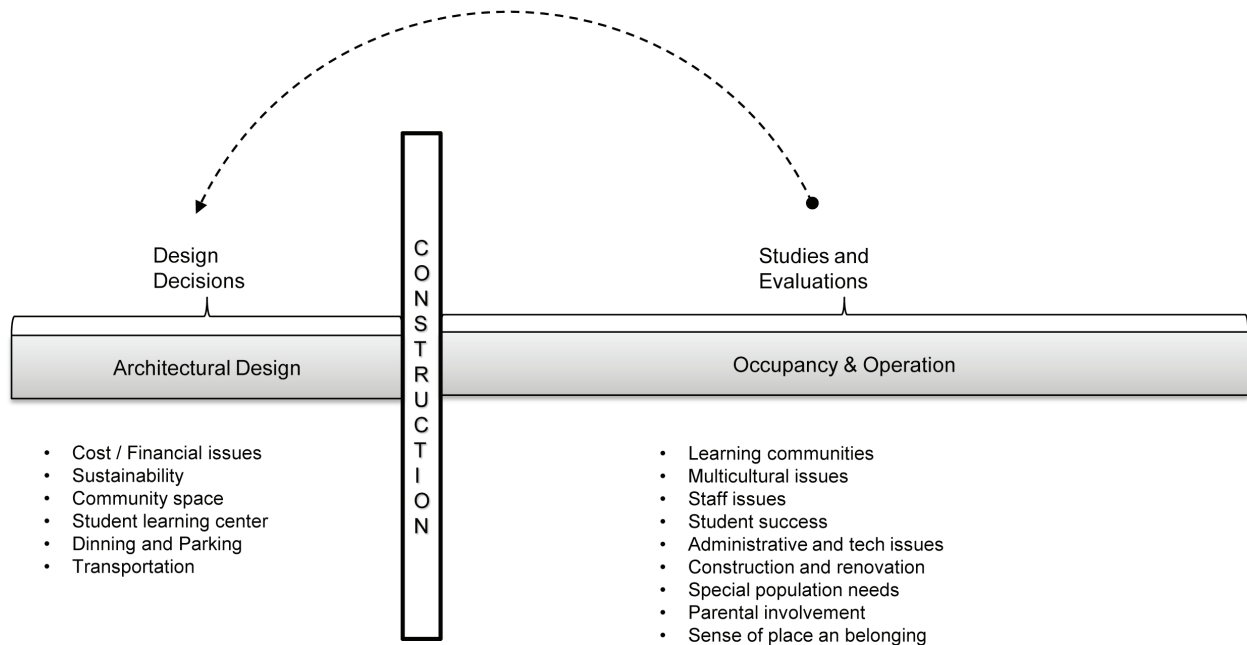 Design
Decisions
Studies and
Evaluations
CONSTRUCTION
Architectural Design
Occupancy & Operation
• Cost / Financial issues
• Sustainability
• Community space
• Student learning center
• Dinning and Parking
• Transportation
• Learning communities
• Multicultural issues
• Staff issues
• Student success
• Administrative and tech issues
• Construction and renovation
• Special population needs
• Parental involvement
• Sense of place an belonging